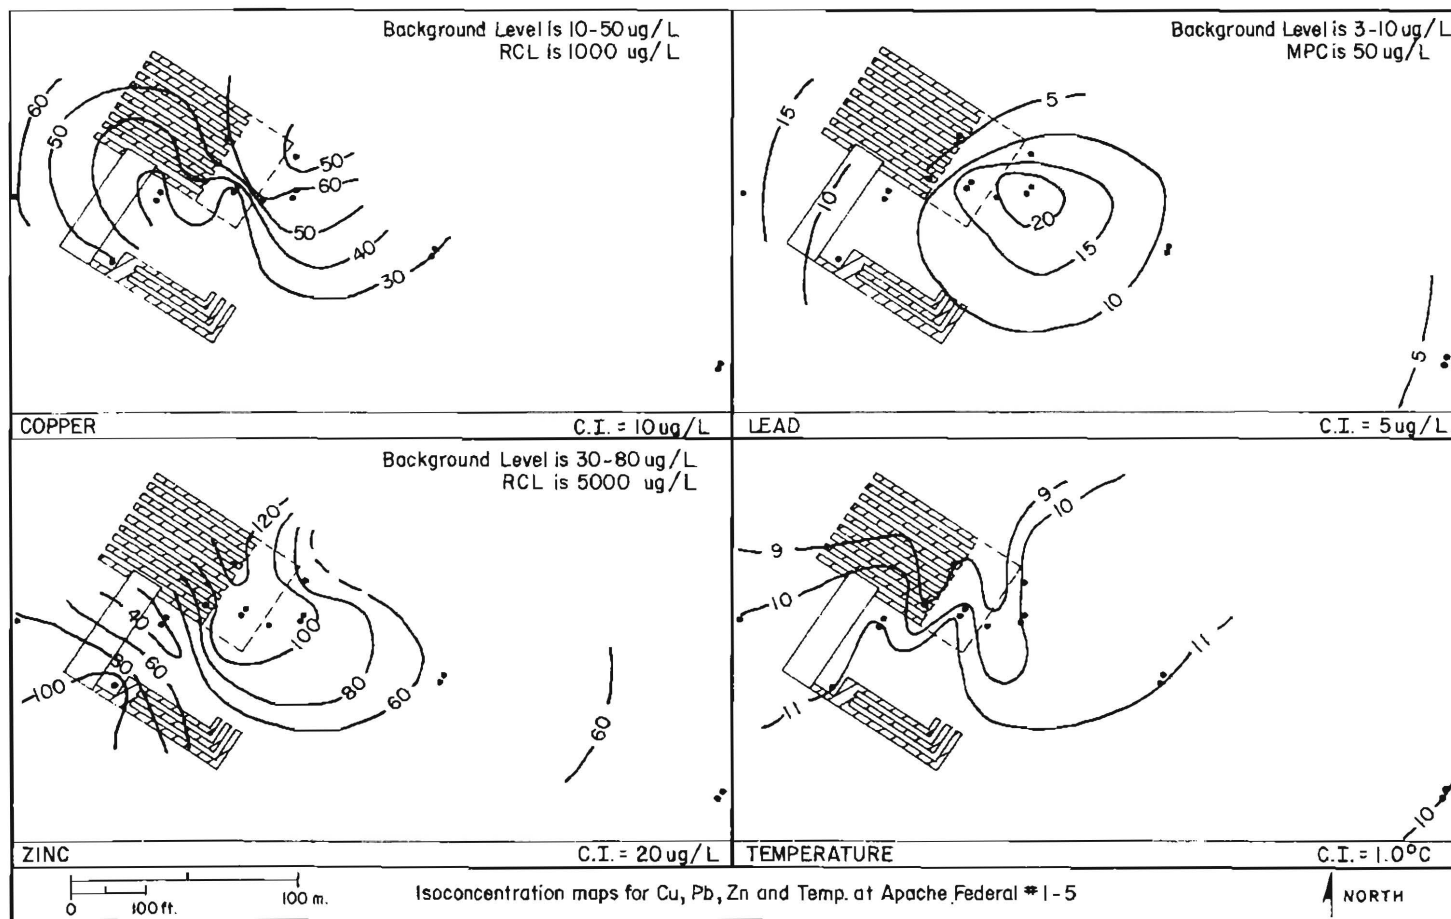 Background Level is 10-50 ug/L
RCL is 1000 ug/L
60
50
50
60
50
40
30
COPPER
C.I. = 10 ug/L
Background Level is 3-10 ug/L
MPC is 50 ug/L
5
15
10
20
15
10
5
LEAD
C.I. = 5 ug/L
Background Level is 30-80 ug/L
RCL is 5000 ug/L
120
40
60
80
100
100
80
60
60
ZINC
C.I. = 20 ug/L
9
10
9
10
11
11
10
TEMPERATURE
C.I. = 1.0°C
0
100 ft.
100 m.
Isoconcentration maps for Cu, Pb, Zn and Temp. at Apache Federal #1-5
NORTH